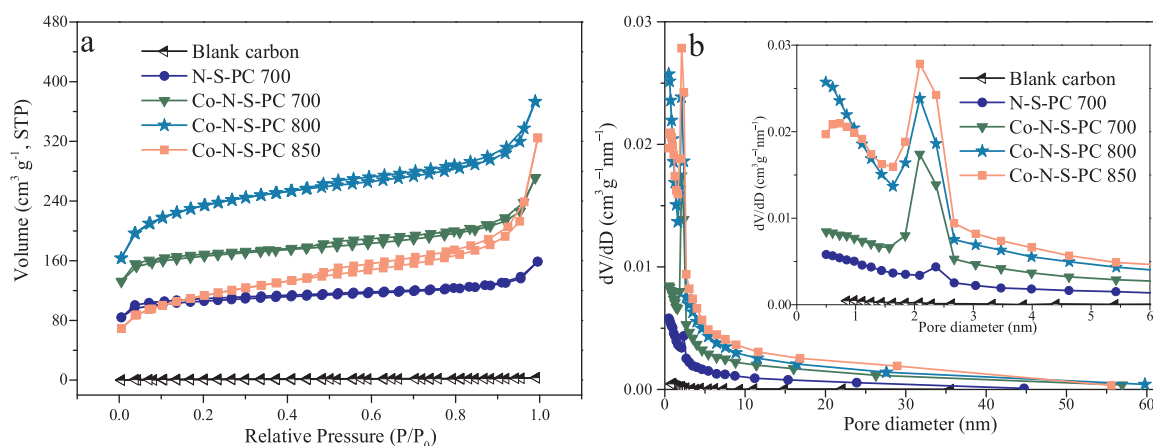 a
Blank carbon
N-S-PC 700
Co-N-S-PC 700
Co-N-S-PC 800
Co-N-S-PC 850
480
400
320
240
160
80
0
Volume (cm³ g⁻¹, STP)
0.0 0.2 0.4 0.6 0.8 1.0
Relative Pressure (P/P₀)
b
0.03
0.02
0.01
0.00
dV/dD (cm³g⁻¹nm⁻¹)
0 10 20 30 40 50 60
Pore diameter (nm)
Blank carbon
N-S-PC 700
Co-N-S-PC 700
Co-N-S-PC 800
Co-N-S-PC 850
0.03
0.02
0.01
0.00
dV/dD (cm³g⁻¹nm⁻¹)
0 1 2 3 4 5 6
Pore diameter (nm)